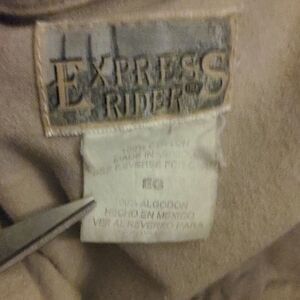 EXPRESS
RIDER
100% COTTON
MADE IN MEXICO
SEE REVERSE FOR
EG
100% ALGODON
HECHO EN MEXICO
VER AL REVERSO PARA